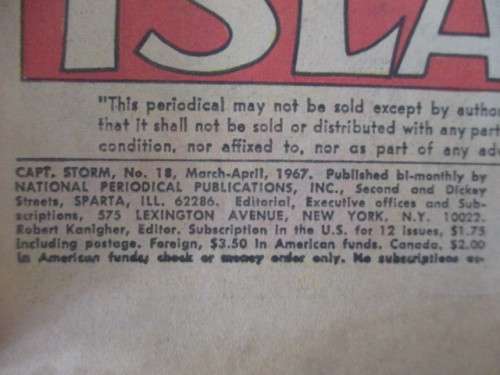 ISLA
"This periodical may not be sold except by author
that it shall not be sold or distributed with any part
condition, nor affixed to, nor as part of any ad
CAPT. STORM, No. 18, March-April, 1967. Published bi-monthly by
NATIONAL PERIODICAL PUBLICATIONS, INC., Second and Dickey
Streets, SPARTA, ILL. 62286. Editorial, Executive offices and Sub-
scriptions, 575 LEXINGTON AVENUE, NEW YORK, N.Y. 10022.
Robert Kanigher, Editor. Subscription in the U.S. for 12 issues, $1.75
including postage. Foreign, $3.50 in American funds. Canada, $2.00
in American funds; check or money order only. No subscriptions ac-